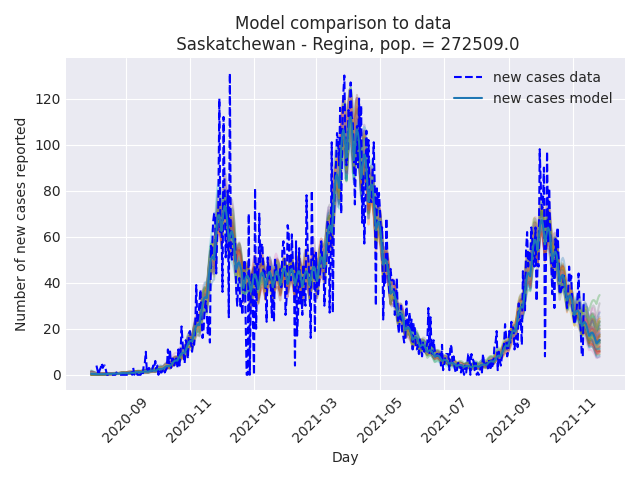 Model comparison to data
Saskatchewan - Regina, pop. = 272509.0
new cases data
new cases model
Number of new cases reported
120
100
80
60
40
20
0
2020-09
2020-11
2021-01
2021-03
2021-05
2021-07
2021-09
2021-11
Day